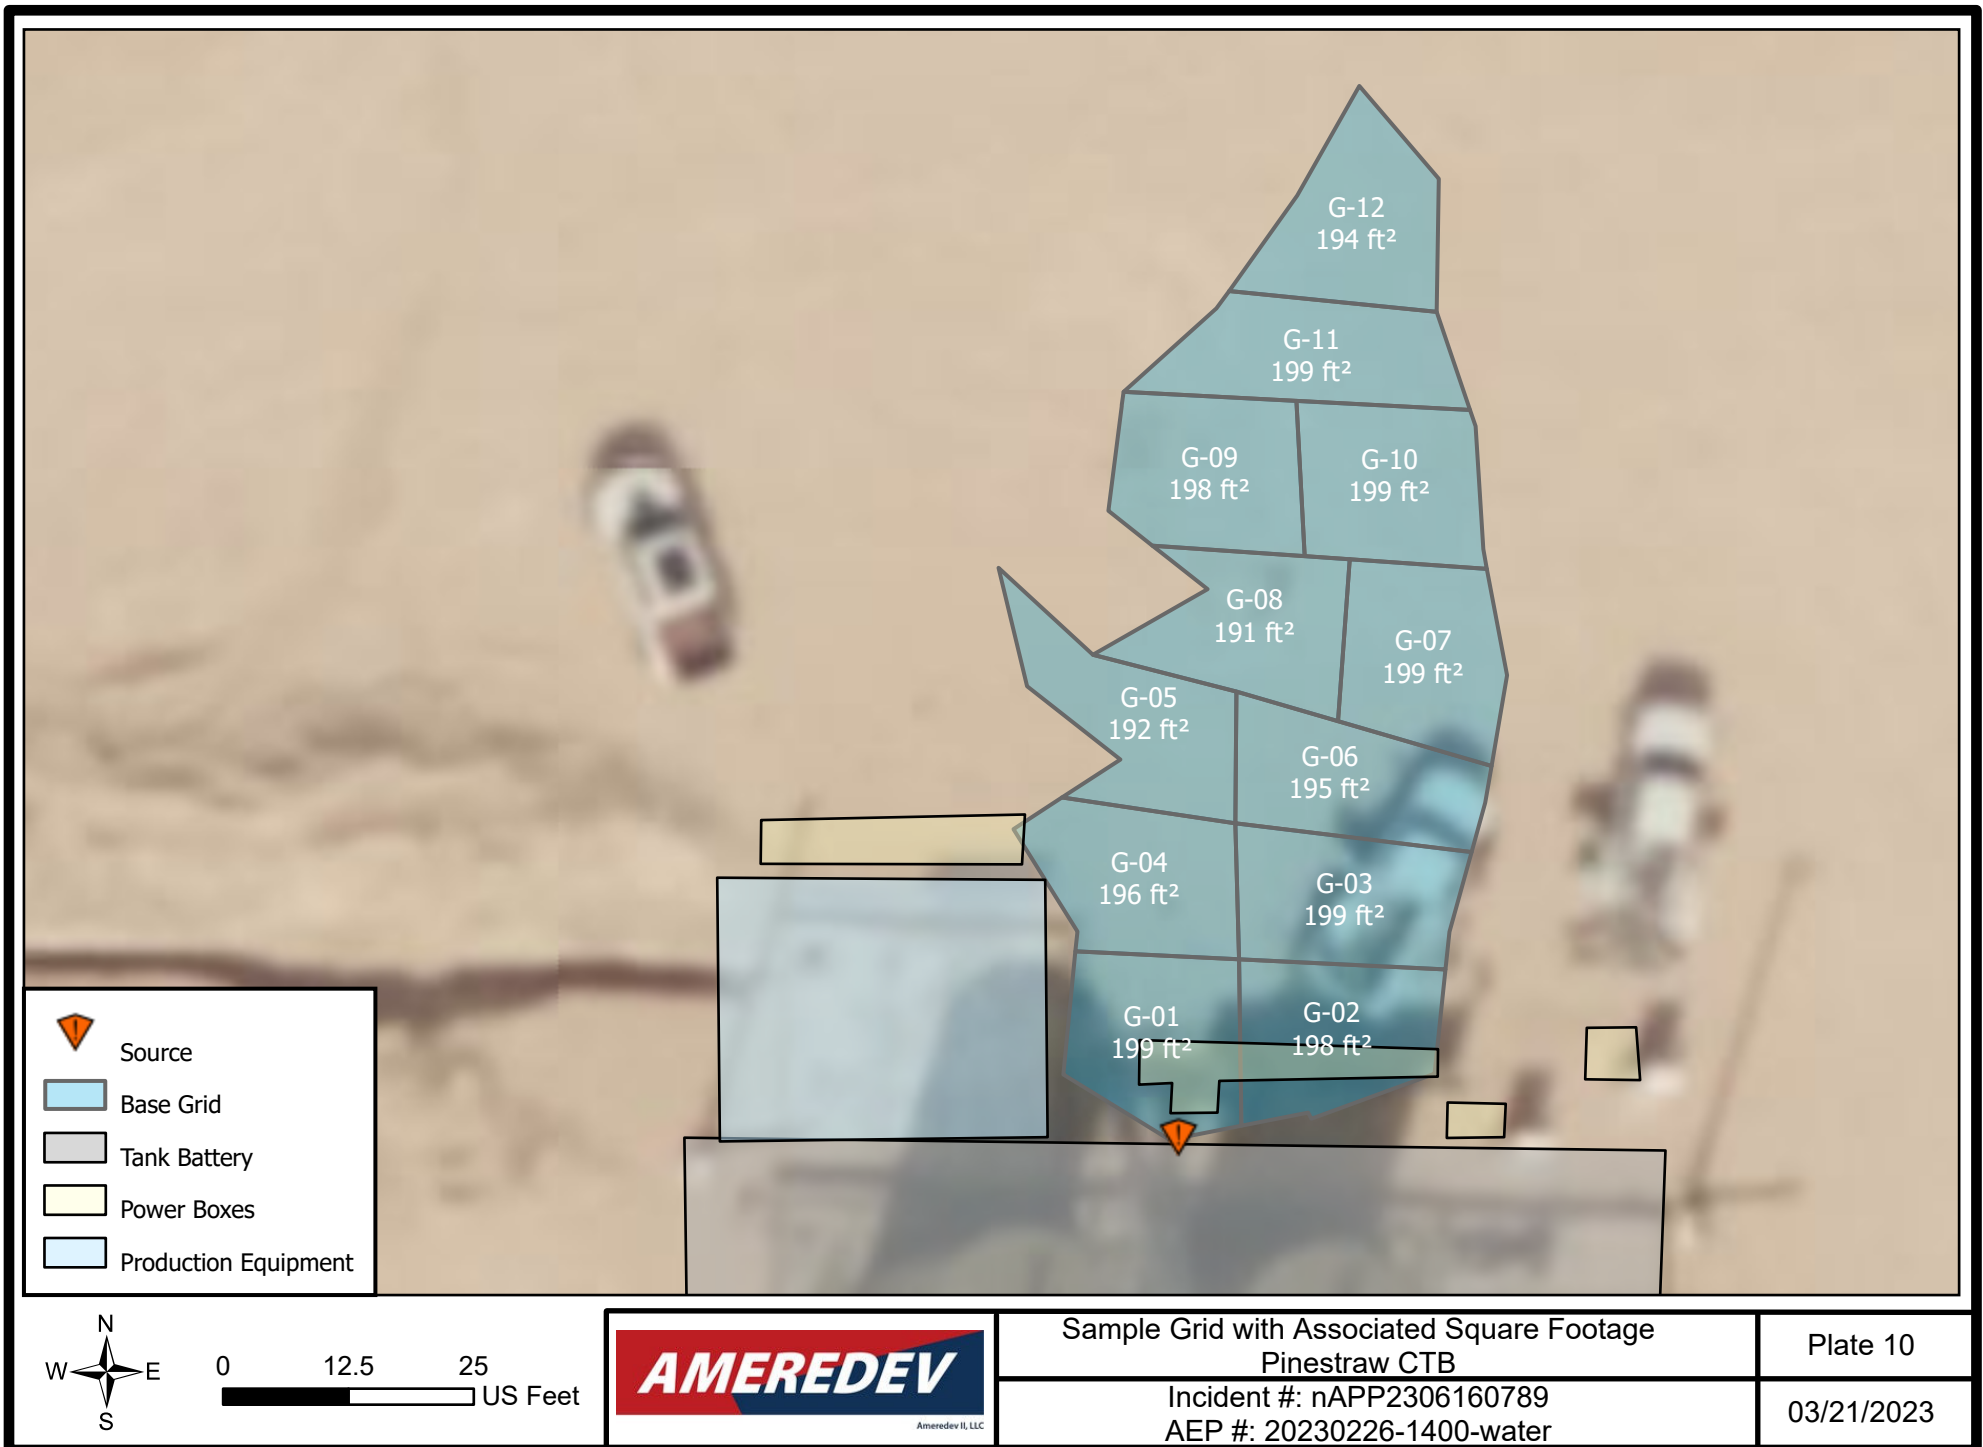 G-12
194 ft²
G-11
199 ft²
G-09
198 ft²
G-10
199 ft²
G-08
191 ft²
G-07
199 ft²
G-05
192 ft²
G-06
195 ft²
G-04
196 ft²
G-03
199 ft²
G-01
199 ft²
G-02
198 ft²
Source
Base Grid
Tank Battery
Power Boxes
Production Equipment
N
W E
S
0 12.5 25
US Feet
AMEREDEV
Ameredev II, LLC
Sample Grid with Associated Square Footage
Pinestraw CTB
Incident #: nAPP2306160789
AEP #: 20230226-1400-water
Plate 10
03/21/2023